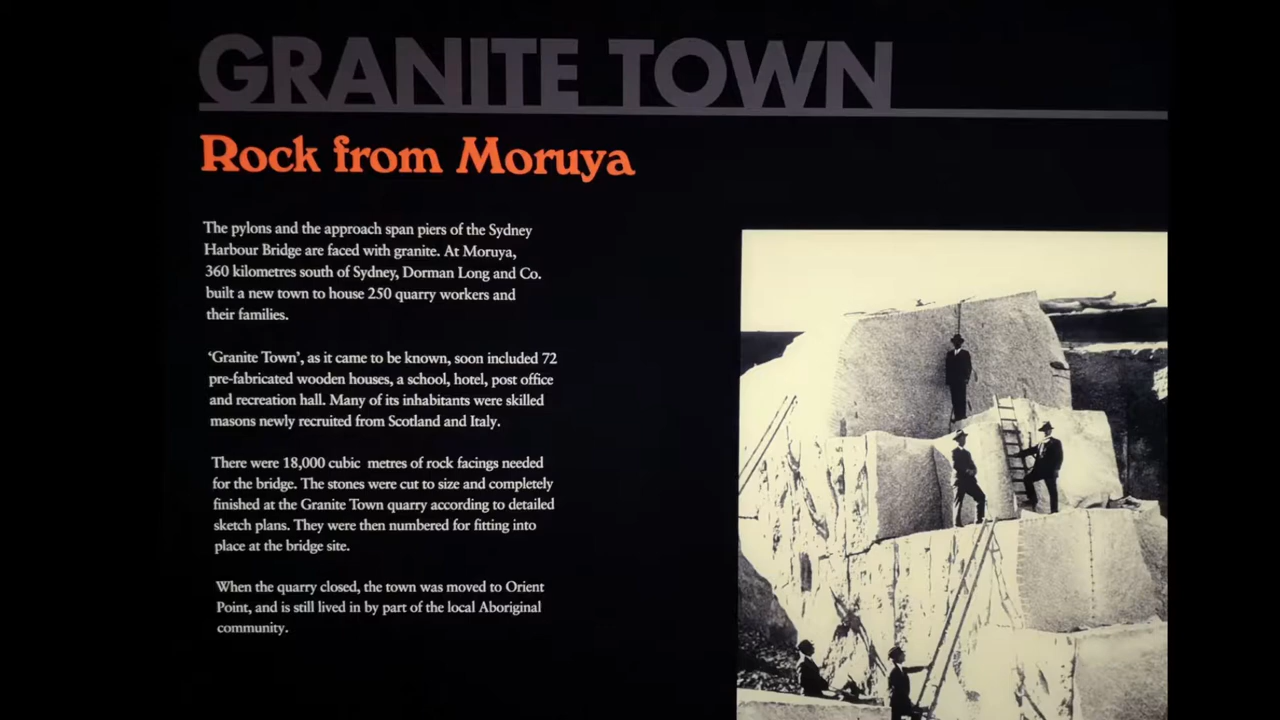 GRANITE TOWN
Rock from Moruya
The pylons and the approach span piers of the Sydney
Harbour Bridge are faced with granite. At Moruya,
360 kilometres south of Sydney, Dorman Long and Co.
built a new town to house 250 quarry workers and
their families.
‘Granite Town’, as it came to be known, soon included 72
pre-fabricated wooden houses, a school, hotel, post office
and recreation hall. Many of its inhabitants were skilled
masons newly recruited from Scotland and Italy.
There were 18,000 cubic metres of rock facings needed
for the bridge. The stones were cut to size and completely
finished at the Granite Town quarry according to detailed
sketch plans. They were then numbered for fitting into
place at the bridge site.
When the quarry closed, the town was moved to Orient
Point, and is still lived in by part of the local Aboriginal
community.